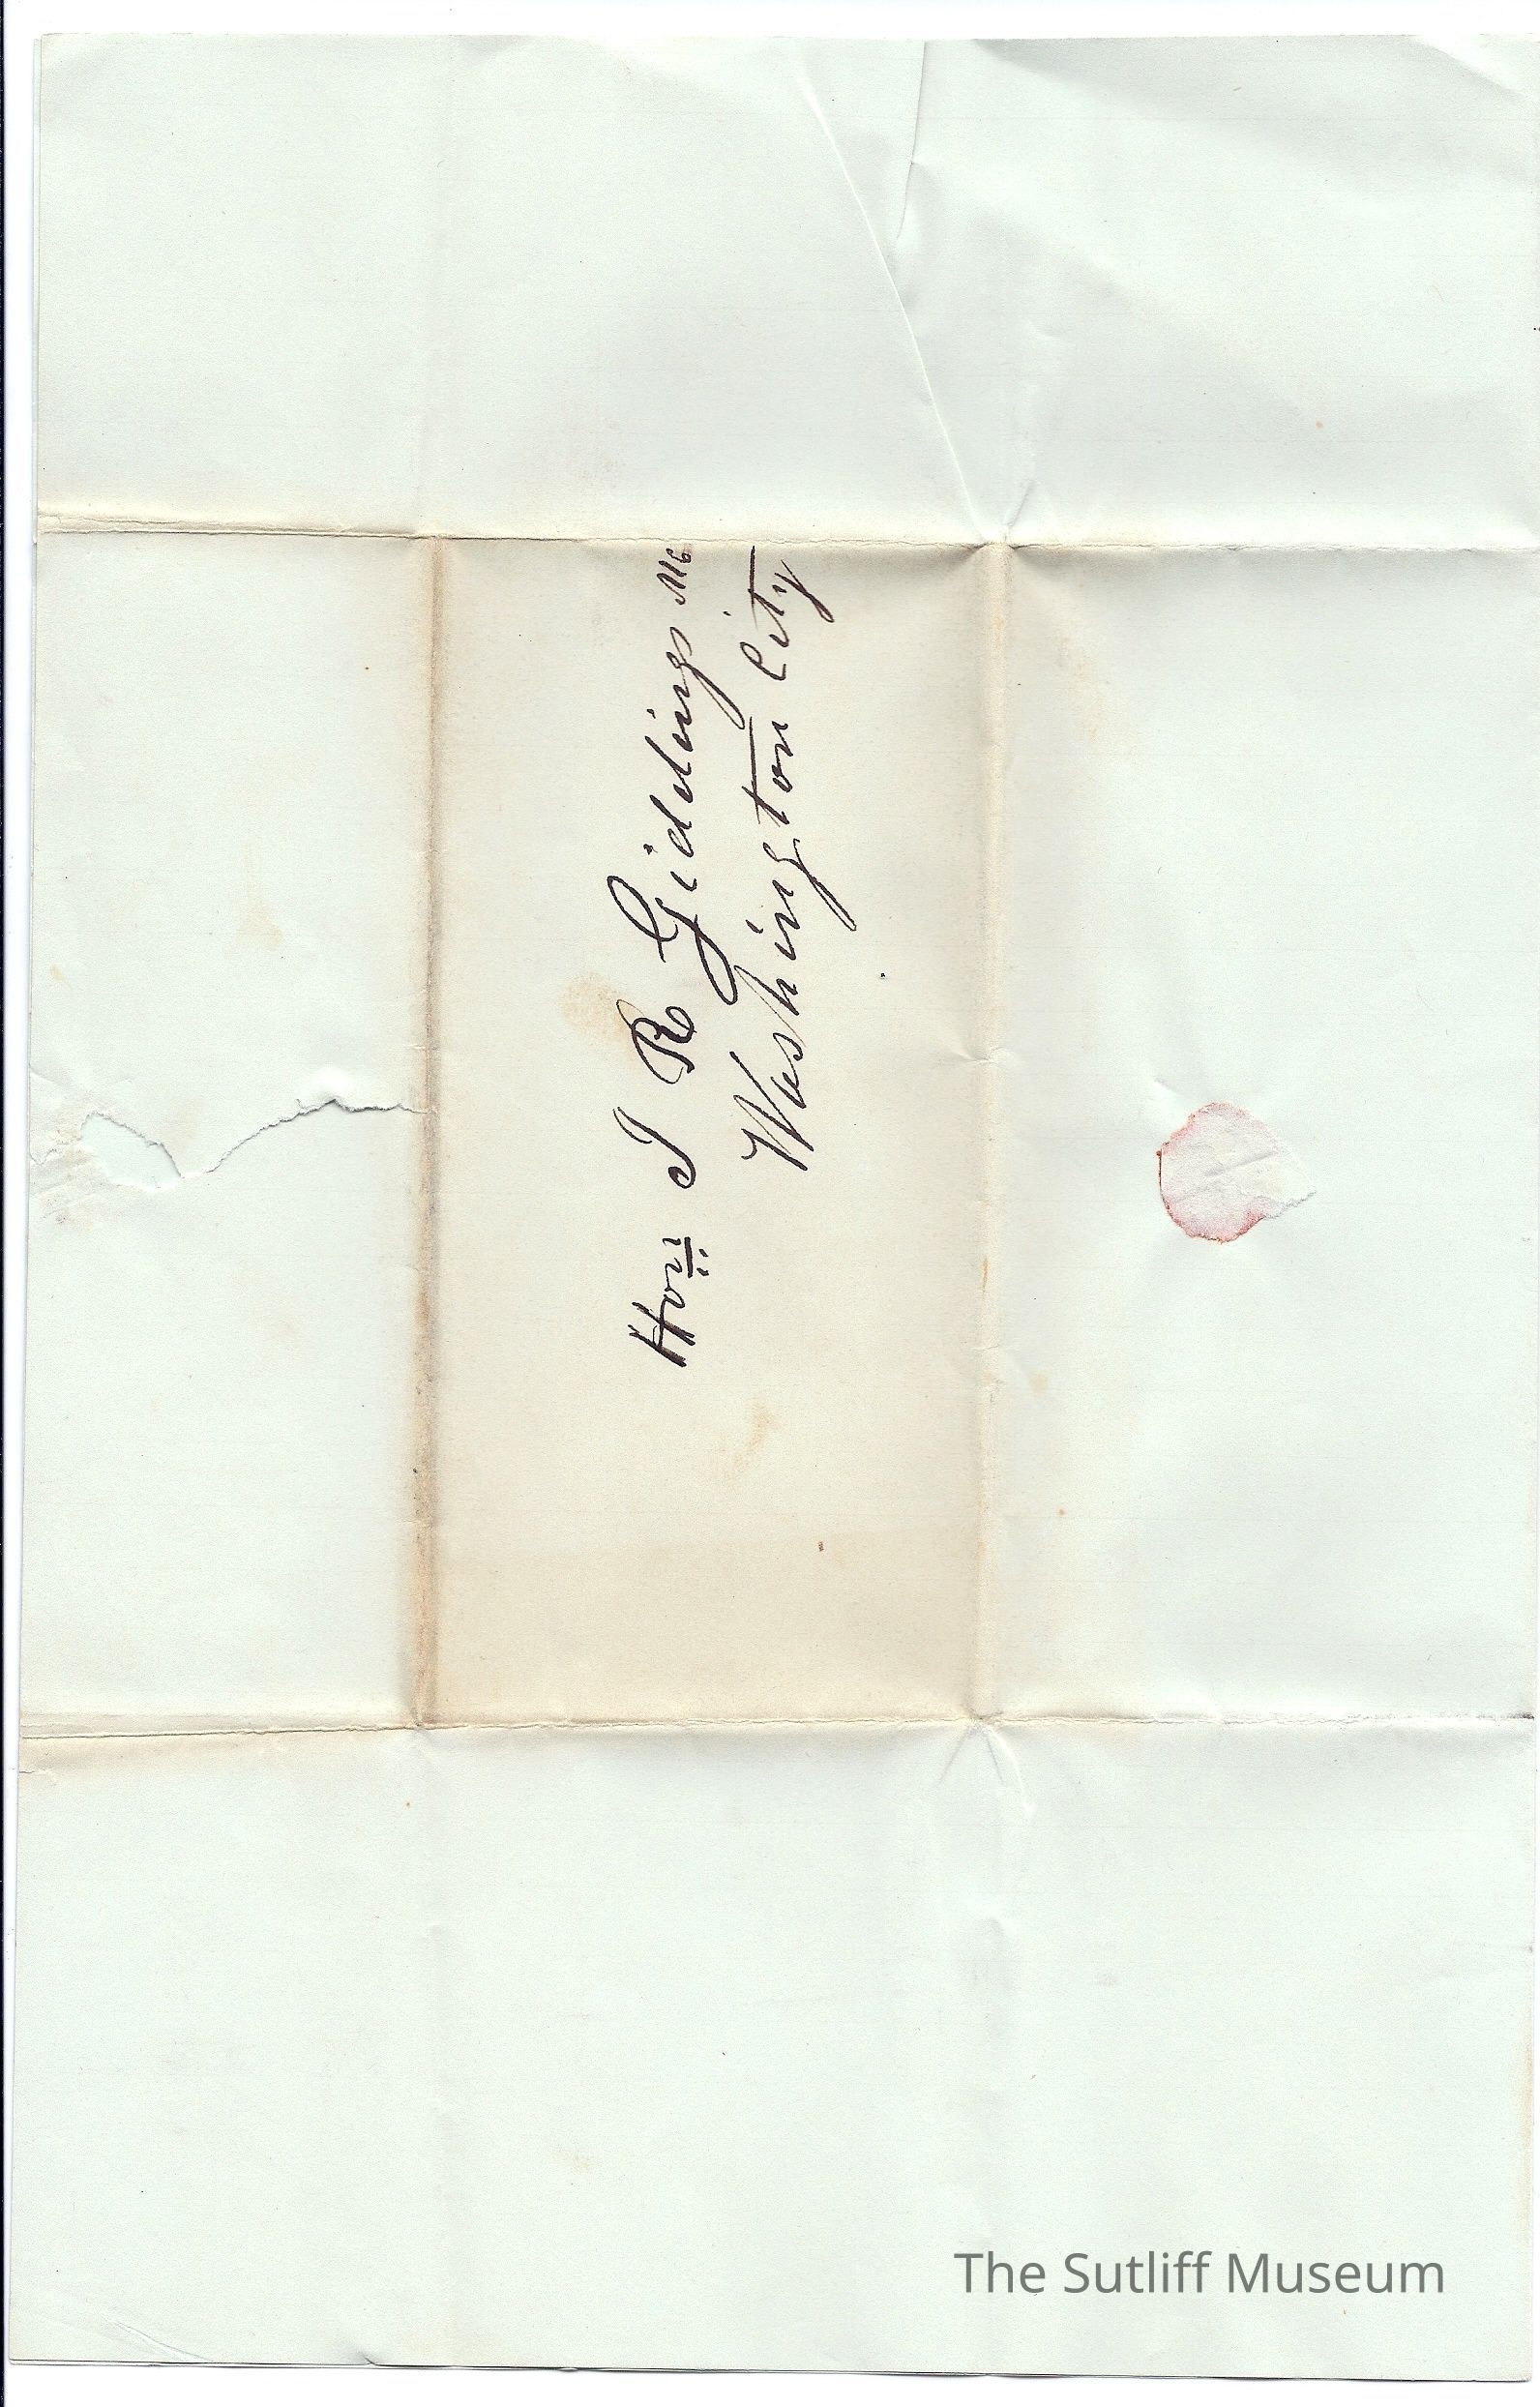 Hon J R Giddings MC
Washington City
The Sutliff Museum